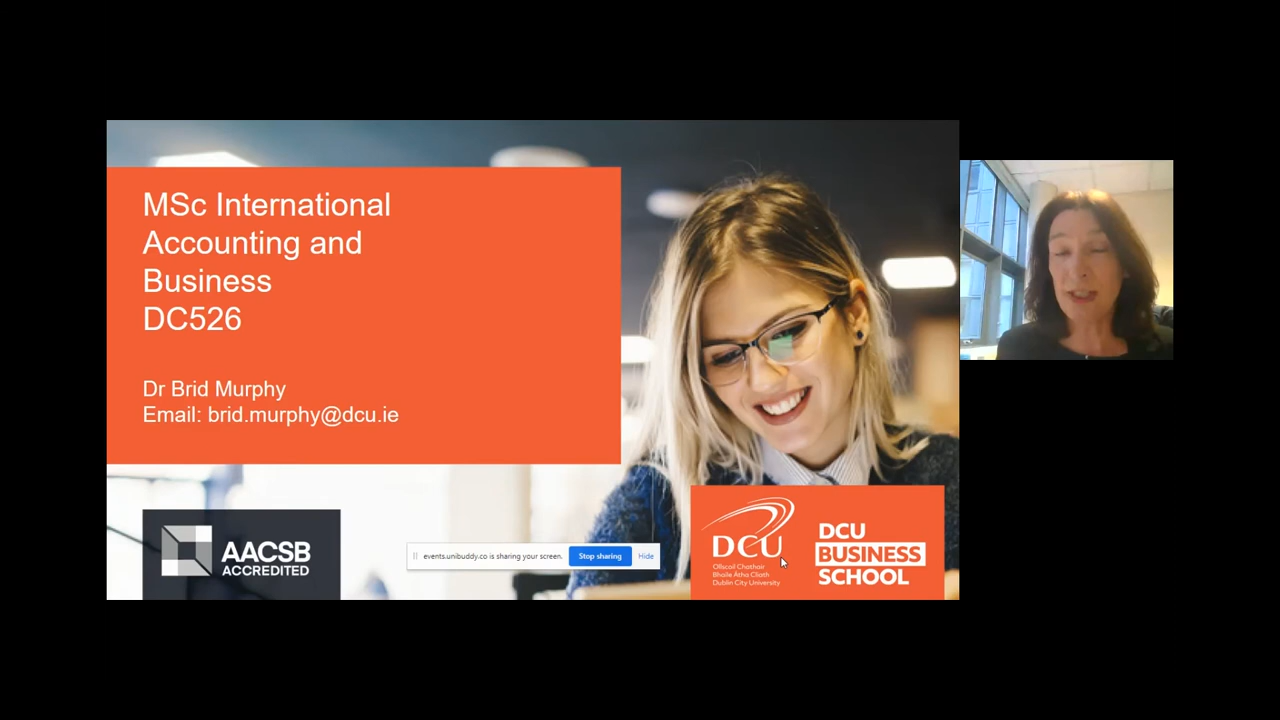 MSc International
Accounting and
Business
DC526
Dr Brid Murphy
Email: brid.murphy@dcu.ie
AACSB
ACCREDITED
events.unibuddy.co is sharing your screen.
Stop sharing
Hide
DCU
Ollscoil Chathair
Bhaile Átha Cliath
Dublin City University
DCU
BUSINESS
SCHOOL